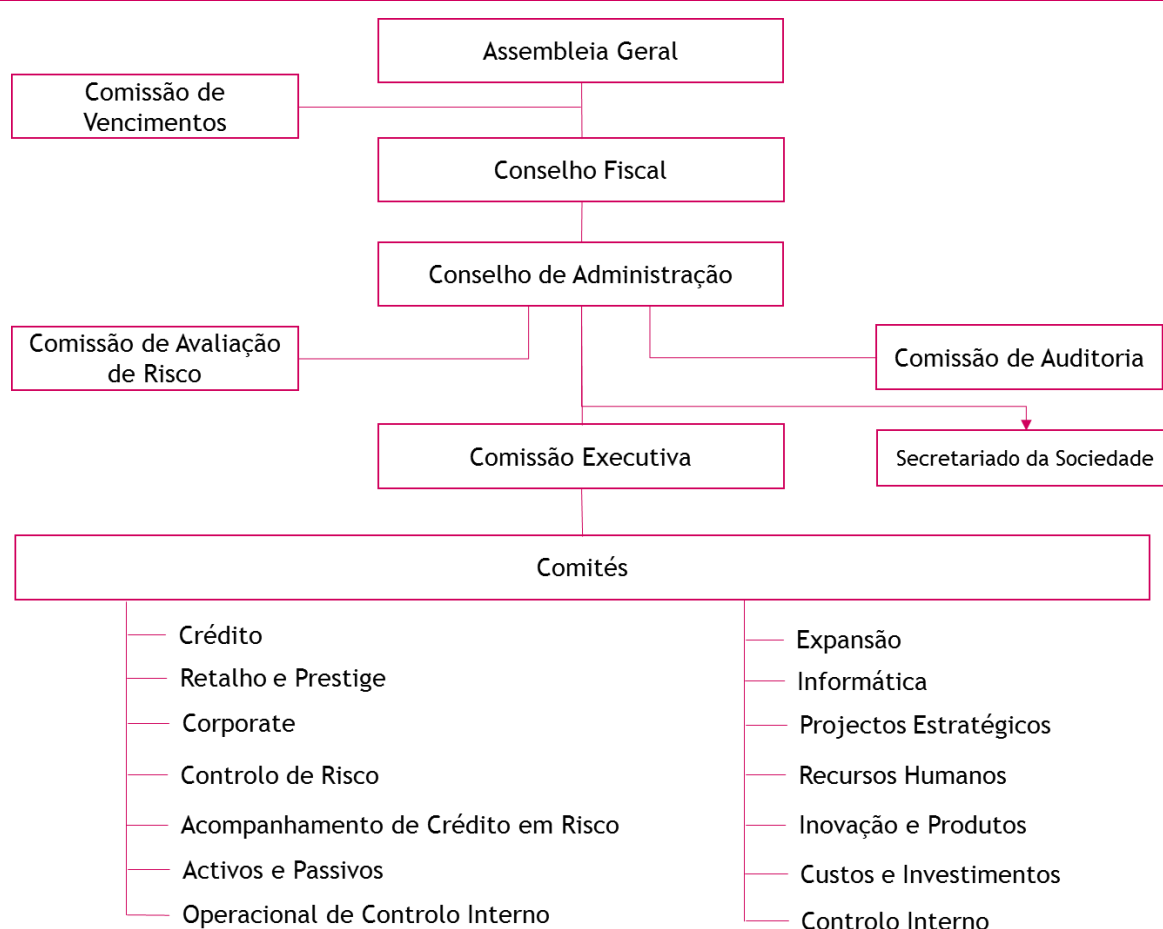 Assembleia Geral
Comissão de
Vencimentos
Conselho Fiscal
Conselho de Administração
Comissão de Avaliação
de Risco
Comissão de Auditoria
Comissão Executiva
Secretariado da Sociedade
Comités
Crédito
Retalho e Prestige
Corporate
Controlo de Risco
Acompanhamento de Crédito em Risco
Activos e Passivos
Operacional de Controlo Interno
Expansão
Informática
Projectos Estratégicos
Recursos Humanos
Inovação e Produtos
Custos e Investimentos
Controlo Interno